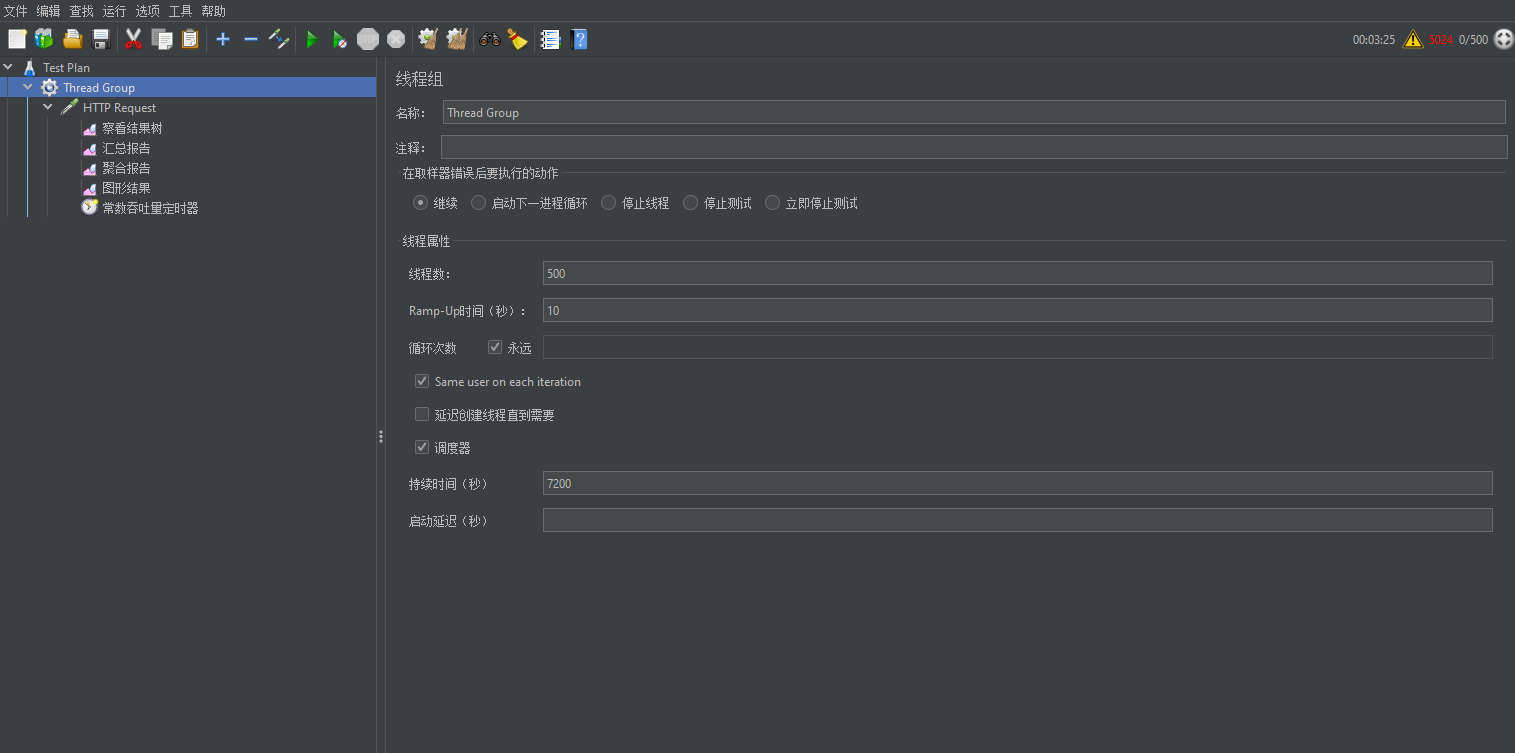 文件 编辑 查找 运行 选项 工具 帮助
00:03:25 5024 0/500
Test Plan
Thread Group
HTTP Request
察看结果树
汇总报告
聚合报告
图形结果
常数吞吐量定时器
线程组
名称: Thread Group
注释:
在取样器错误后要执行的动作
继续 启动下一进程循环 停止线程 停止测试 立即停止测试
线程属性
线程数: 500
Ramp-Up时间（秒）: 10
循环次数 永远
Same user on each iteration
延迟创建线程直到需要
调度器
持续时间（秒） 7200
启动延迟（秒）